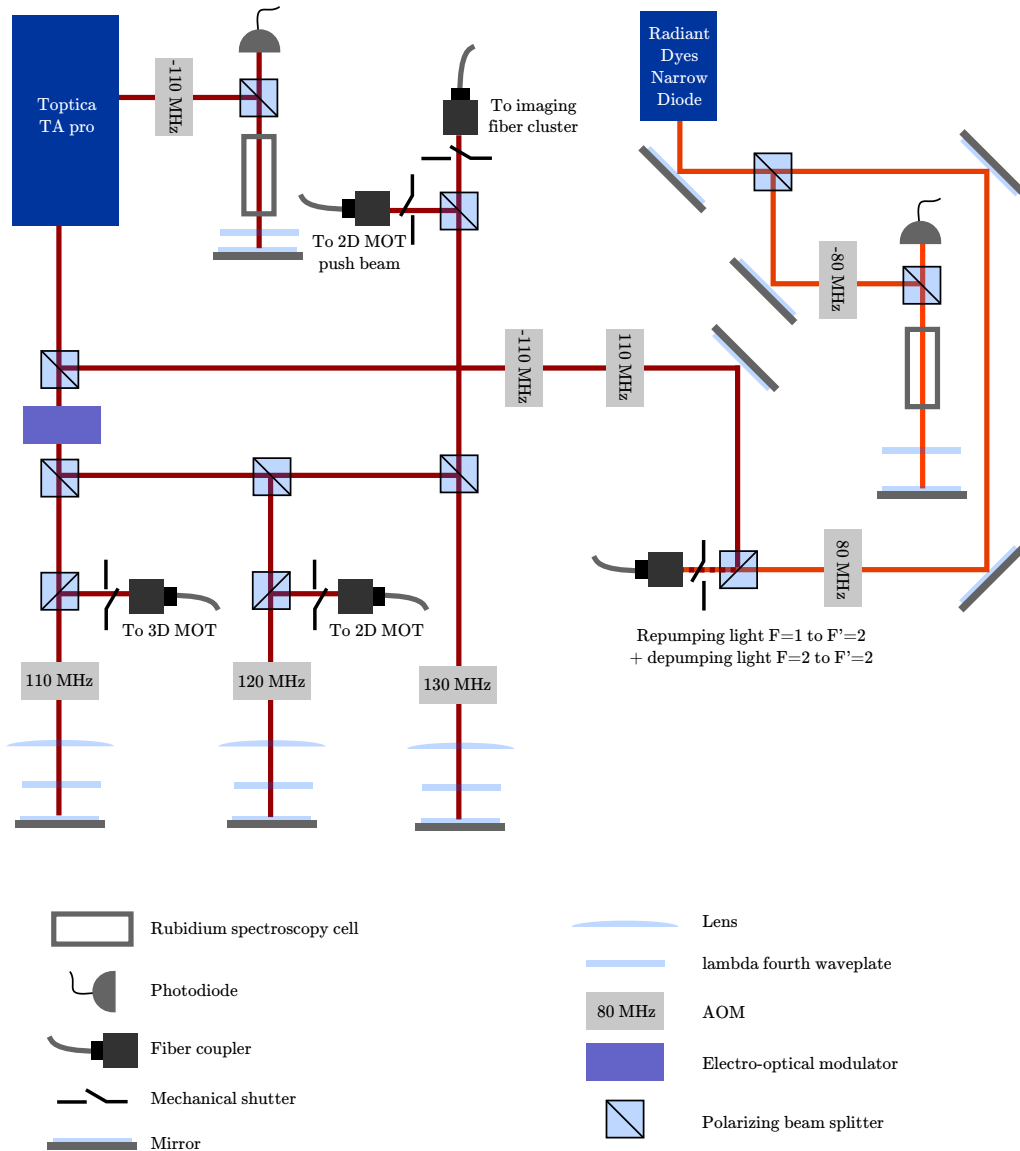 Toptica
TA pro
-110 MHz
To imaging
fiber cluster
To 2D MOT
push beam
Radiant
Dyes
Narrow
Diode
-80 MHz
-110 MHz
110 MHz
80 MHz
Repumping light F=1 to F'=2
+ depumping light F=2 to F'=2
To 3D MOT
To 2D MOT
110 MHz
120 MHz
130 MHz
Rubidium spectroscopy cell
Photodiode
Fiber coupler
Mechanical shutter
Mirror
Lens
lambda fourth waveplate
80 MHz
AOM
Electro-optical modulator
Polarizing beam splitter